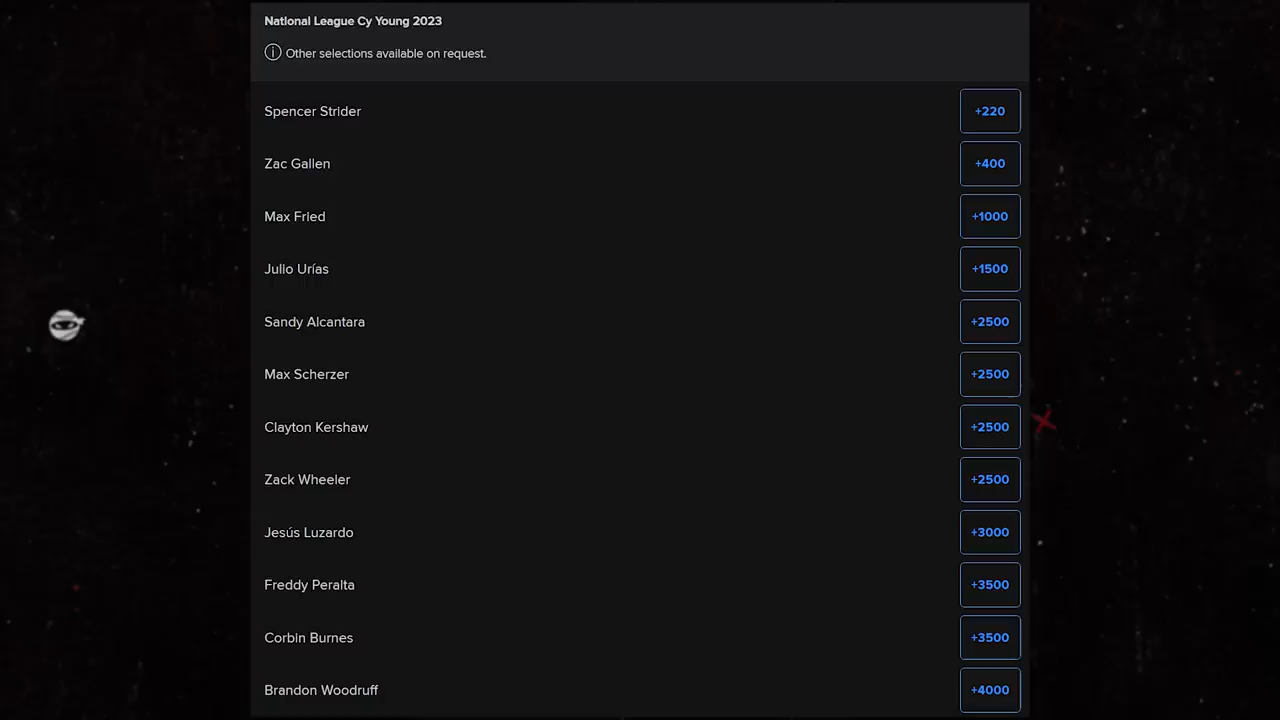 National League Cy Young 2023
Other selections available on request.
Spencer Strider +220
Zac Gallen +400
Max Fried +1000
Julio Urías +1500
Sandy Alcantara +2500
Max Scherzer +2500
Clayton Kershaw +2500
Zack Wheeler +2500
Jesús Luzardo +3000
Freddy Peralta +3500
Corbin Burnes +3500
Brandon Woodruff +4000